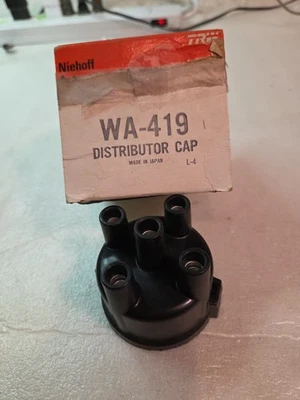 Niehoff
TRW
WA-419
DISTRIBUTOR CAP
MADE IN JAPAN
L-4